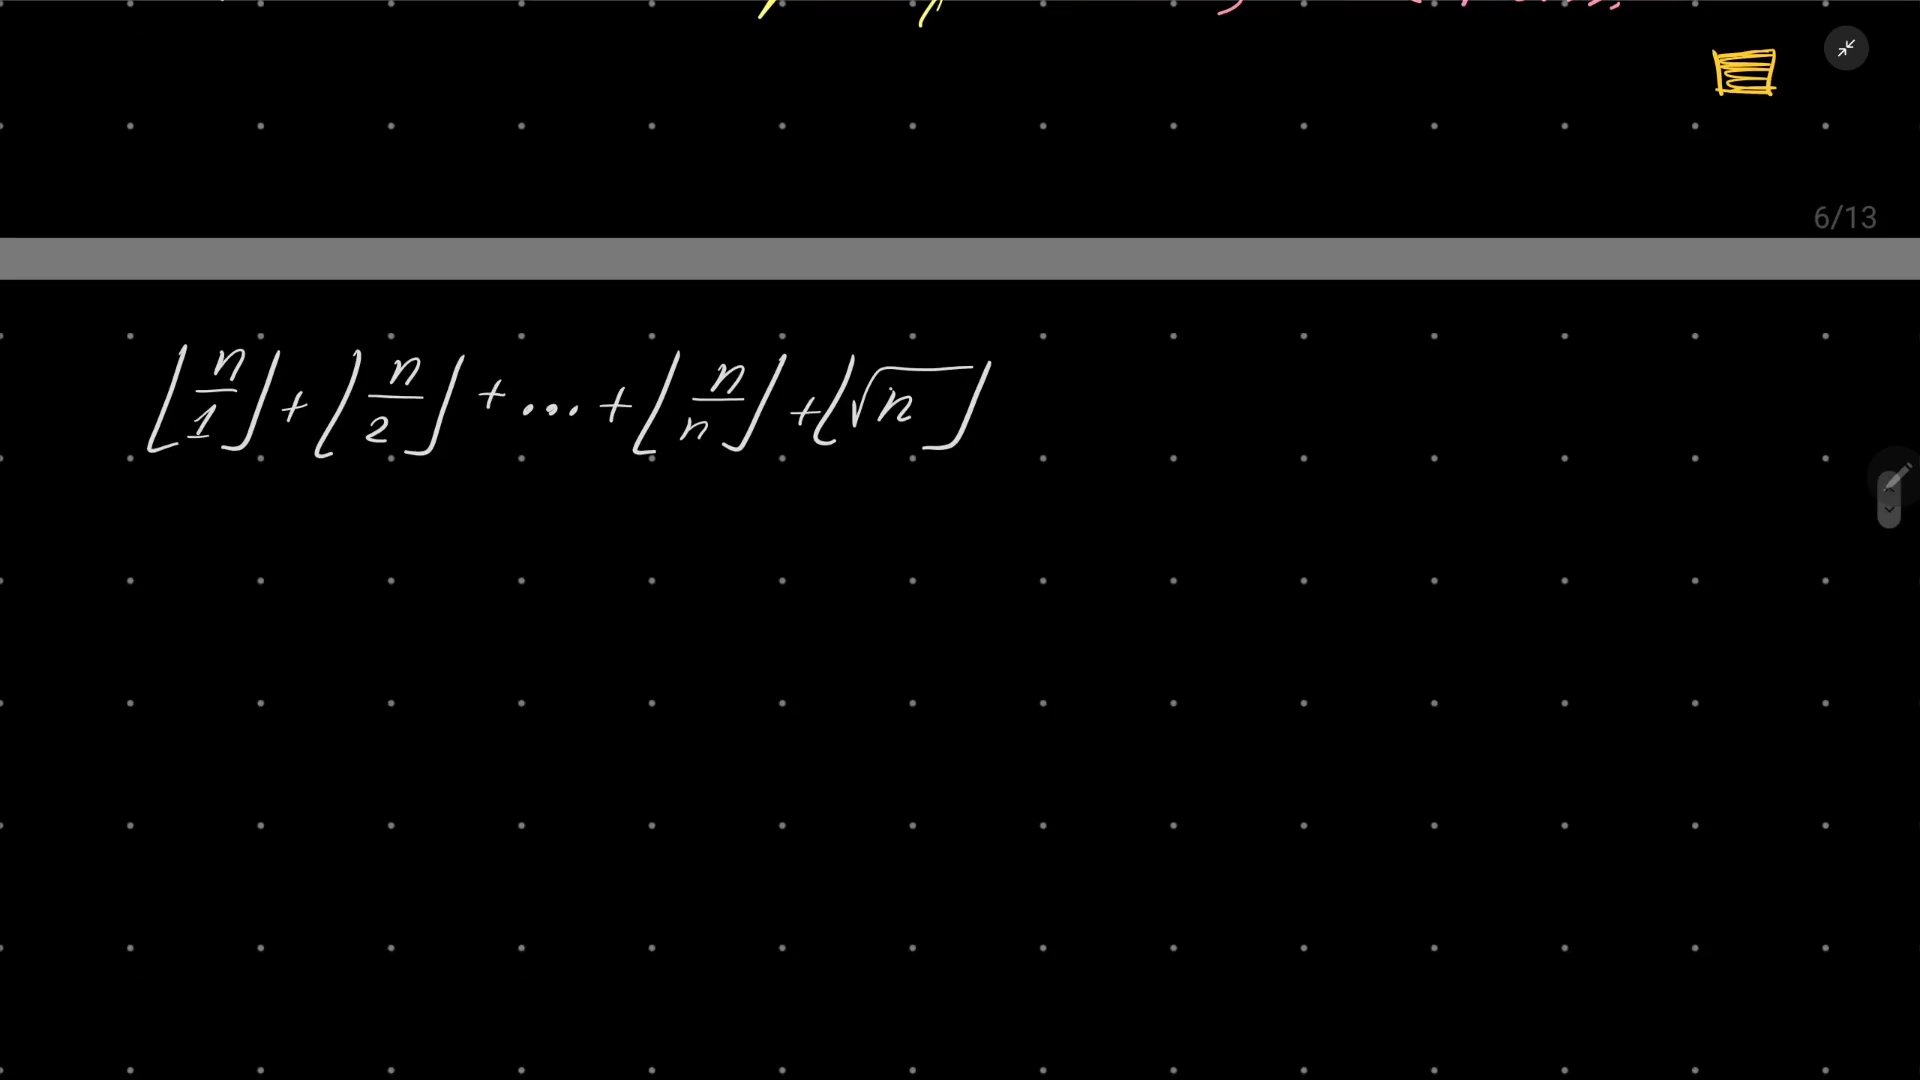 6/13
⌊n/1⌋ + ⌊n/2⌋ + ... + ⌊n/n⌋ + ⌊√n⌋